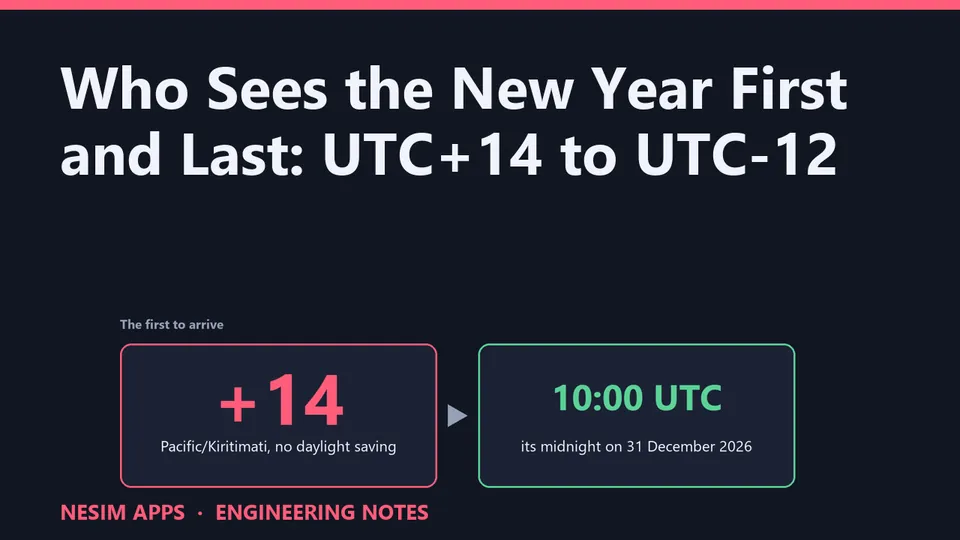 Who Sees the New Year First
and Last: UTC+14 to UTC-12
The first to arrive
+14
Pacific/Kiritimati, no daylight saving
10:00 UTC
its midnight on 31 December 2026
NESIM APPS · ENGINEERING NOTES